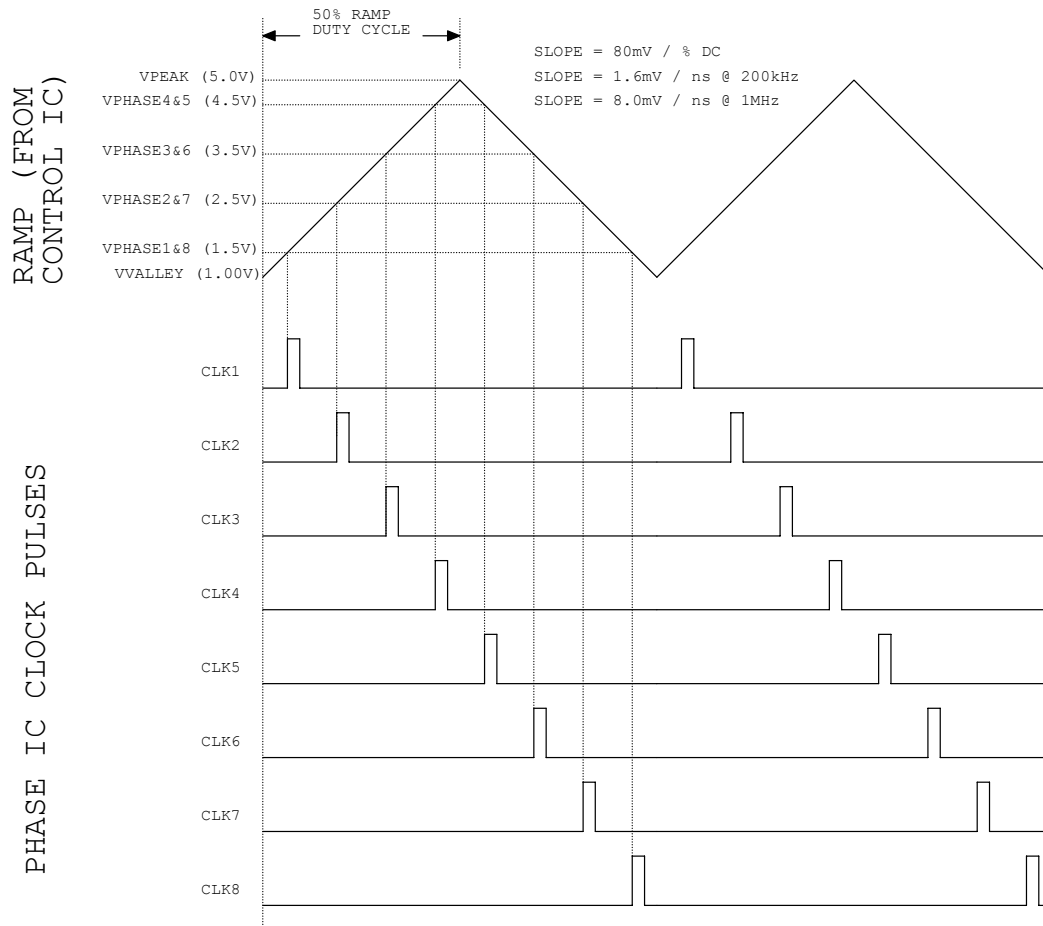 50% RAMP
DUTY CYCLE
SLOPE = 80mV / % DC
SLOPE = 1.6mV / ns @ 200kHz
SLOPE = 8.0mV / ns @ 1MHz
RAMP (FROM
CONTROL IC)
VPEAK (5.0V)
VPHASE4&5 (4.5V)
VPHASE3&6 (3.5V)
VPHASE2&7 (2.5V)
VPHASE1&8 (1.5V)
VVALLEY (1.00V)
PHASE IC CLOCK PULSES
CLK1
CLK2
CLK3
CLK4
CLK5
CLK6
CLK7
CLK8